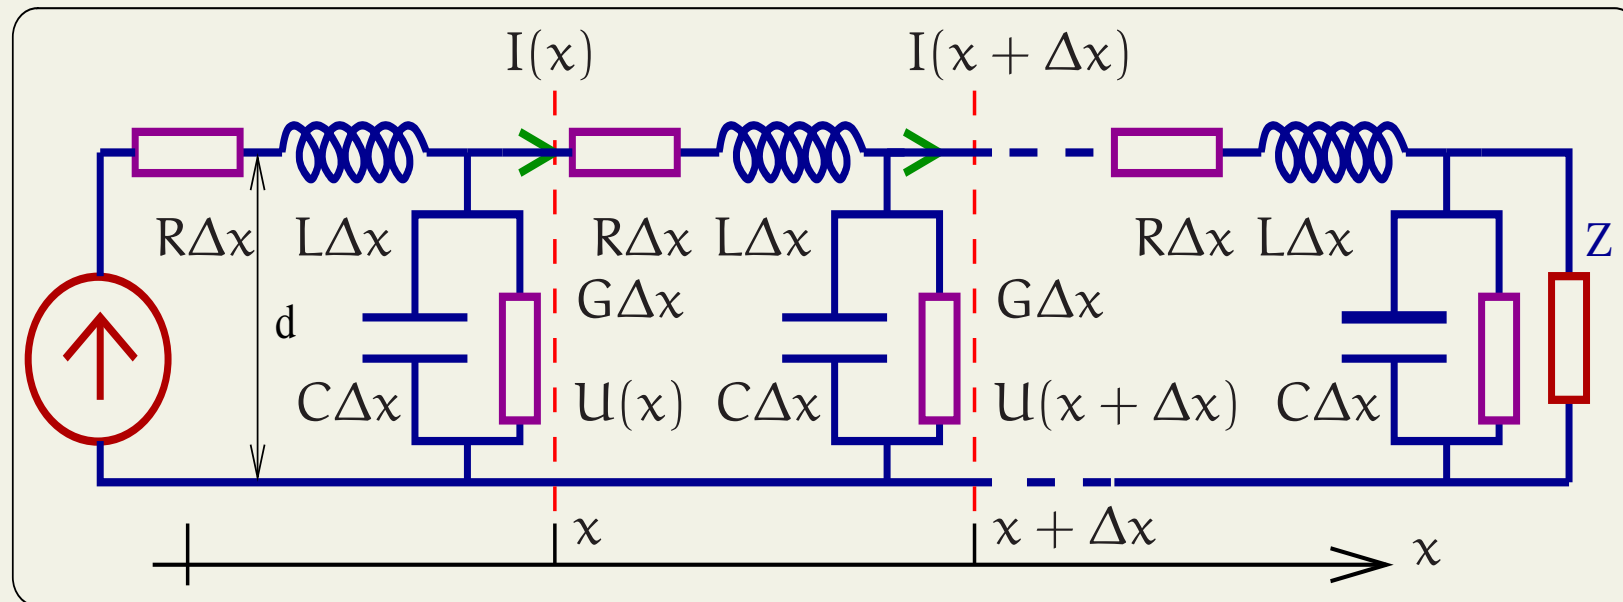 I(x) I(x + Δx)
RΔx LΔx RΔx LΔx RΔx LΔx Z
d GΔx GΔx
CΔx U(x) CΔx U(x + Δx) CΔx
x x + Δx x